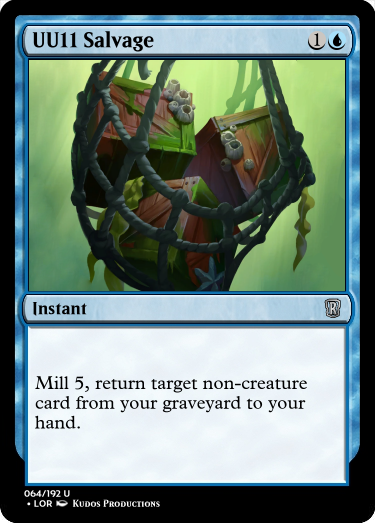 UU11 Salvage 1
Instant R
Mill 5, return target non-creature
card from your graveyard to your
hand.
064/192 U
• LOR Kudos Productions